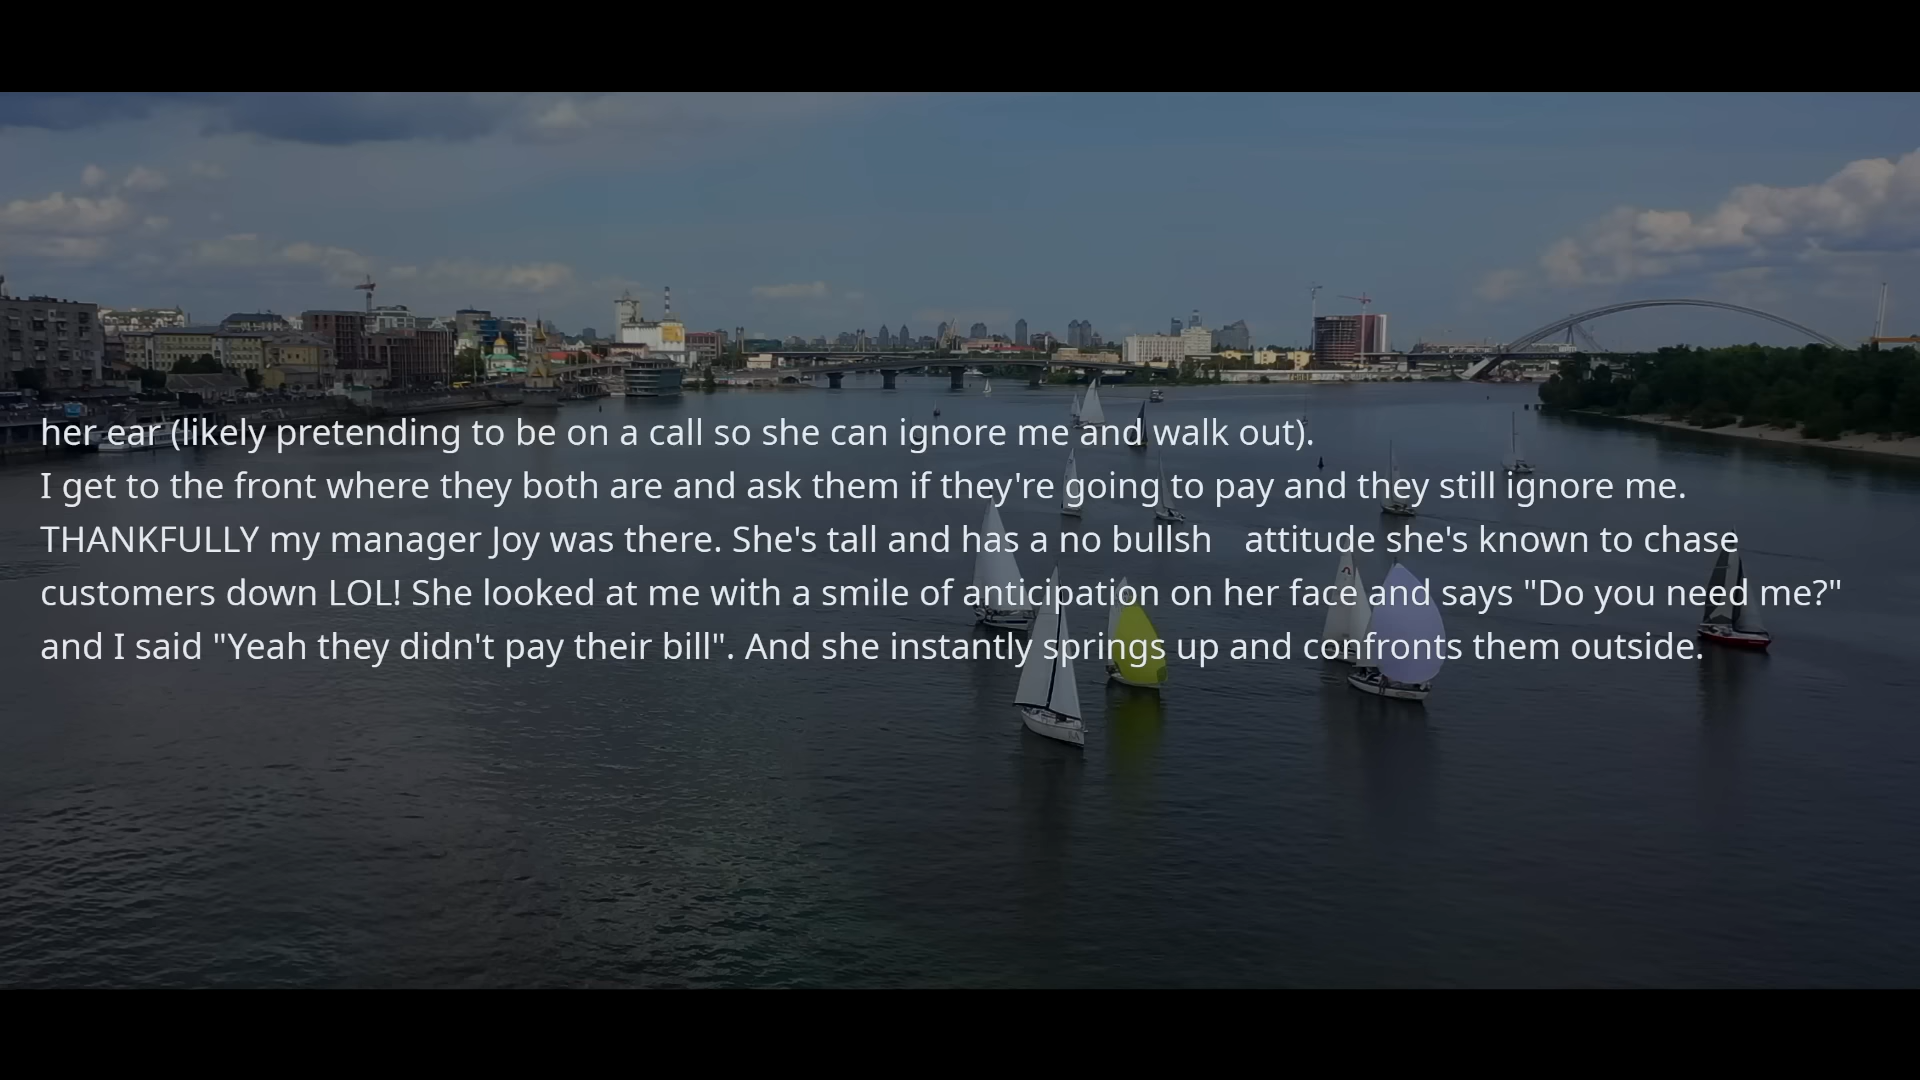 her ear (likely pretending to be on a call so she can ignore me and walk out).
I get to the front where they both are and ask them if they're going to pay and they still ignore me.
THANKFULLY my manager Joy was there. She's tall and has a no bullsh   attitude she's known to chase
customers down LOL! She looked at me with a smile of anticipation on her face and says "Do you need me?"
and I said "Yeah they didn't pay their bill". And she instantly springs up and confronts them outside.